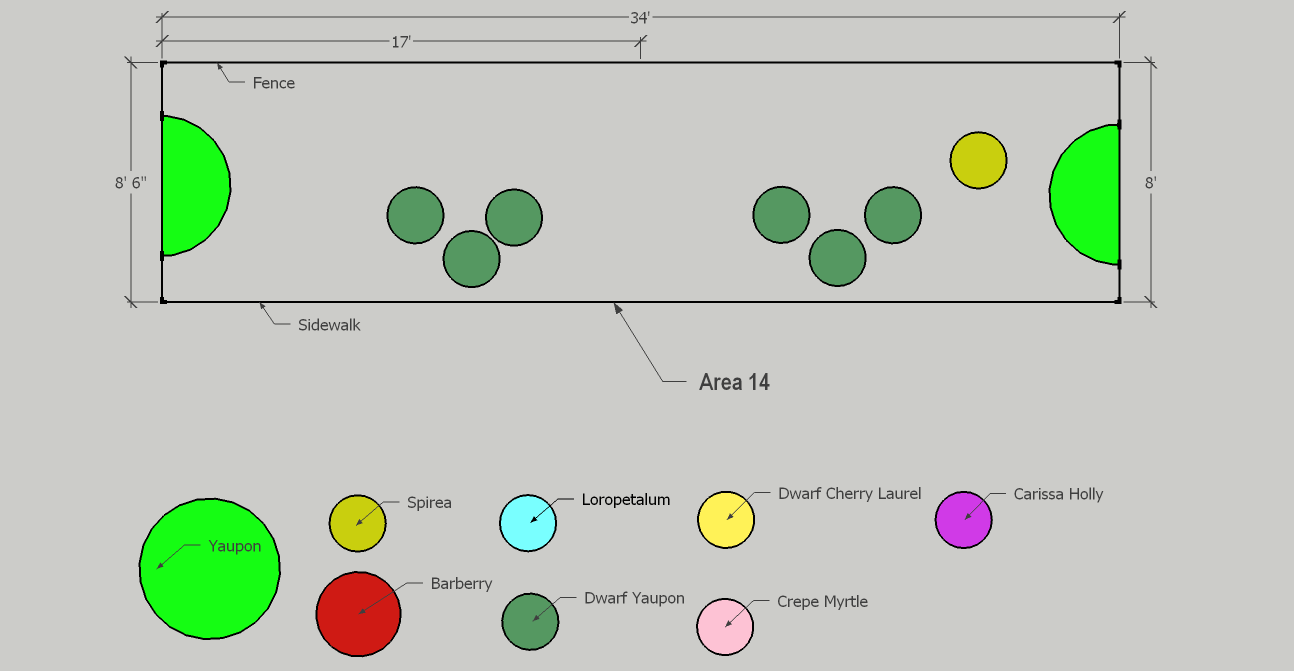 34'
17'
Fence
8' 6"
8'
Sidewalk
Area 14
Yaupon
Spirea
Loropetalum
Dwarf Cherry Laurel
Carissa Holly
Barberry
Dwarf Yaupon
Crepe Myrtle